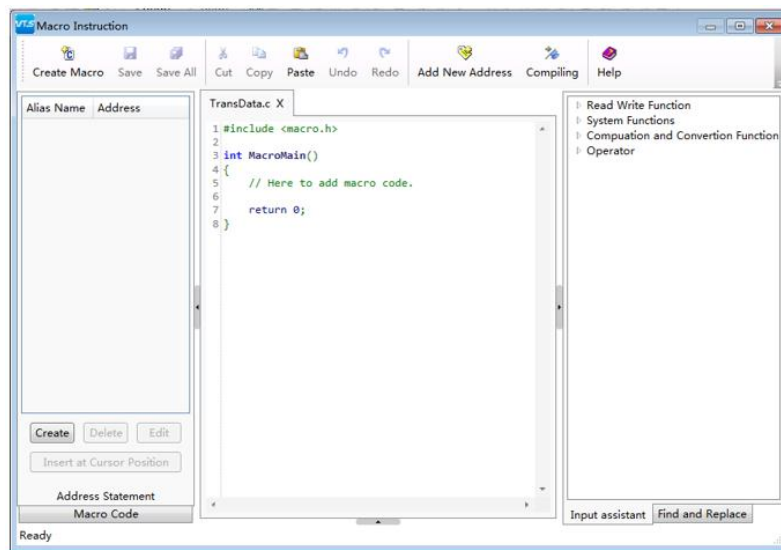 VTS Macro Instruction
Create Macro Save Save All Cut Copy Paste Undo Redo Add New Address Compiling Help
Alias Name Address
TransData.c X
1 #include <macro.h>
2
3 int MacroMain()
4 {
5 // Here to add macro code.
6
7 return 0;
8 }
Read Write Function
System Functions
Compuation and Convertion Function
Operator
Create Delete Edit
Insert at Cursor Position
Address Statement
Macro Code
Input assistant Find and Replace
Ready